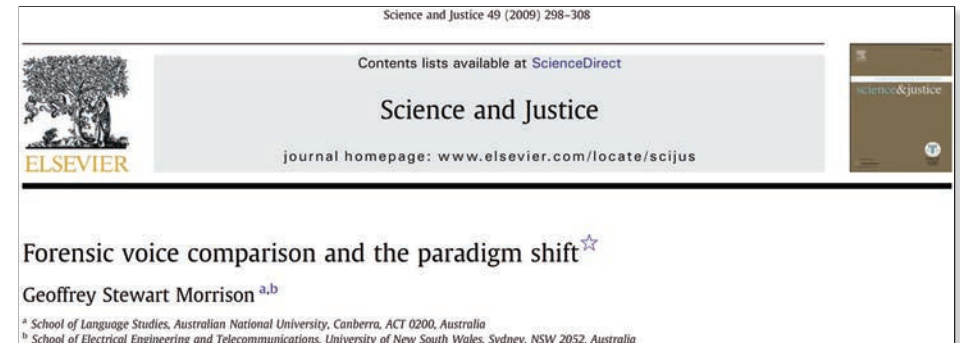 Science and Justice 49 (2009) 298–308
Contents lists available at ScienceDirect
Science and Justice
journal homepage: www.elsevier.com/locate/scijus
ELSEVIER
science&justice
Forensic voice comparison and the paradigm shift☆
Geoffrey Stewart Morrison a,b
a School of Language Studies, Australian National University, Canberra, ACT 0200, Australia
b School of Electrical Engineering and Telecommunications, University of New South Wales, Sydney, NSW 2052, Australia